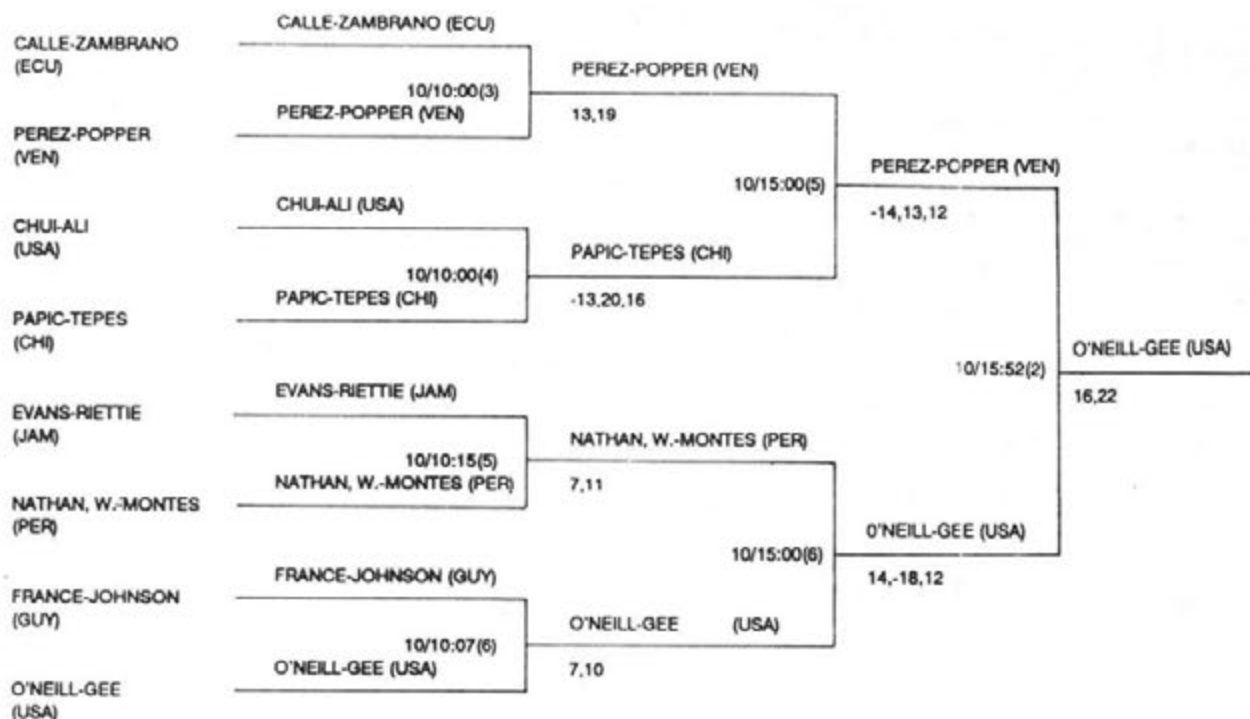 CALLE-ZAMBRANO
(ECU)
PEREZ-POPPER
(VEN)
CHUI-ALI
(USA)
PAPIC-TEPES
(CHI)
EVANS-RIETTIE
(JAM)
NATHAN, W.-MONTES
(PER)
FRANCE-JOHNSON
(GUY)
O'NEILL-GEE
(USA)
CALLE-ZAMBRANO (ECU)
10/10:00(3)
PEREZ-POPPER (VEN)
CHUI-ALI (USA)
10/10:00(4)
PAPIC-TEPES (CHI)
EVANS-RIETTIE (JAM)
10/10:15(5)
NATHAN, W.-MONTES (PER)
FRANCE-JOHNSON (GUY)
10/10:07(6)
O'NEILL-GEE (USA)
PEREZ-POPPER (VEN)
13,19
10/15:00(5)
PAPIC-TEPES (CHI)
-13,20,16
NATHAN, W.-MONTES (PER)
7,11
10/15:00(6)
O'NEILL-GEE (USA)
7,10
PEREZ-POPPER (VEN)
-14,13,12
10/15:52(2)
0'NEILL-GEE (USA)
14,-18,12
O'NEILL-GEE (USA)
16,22